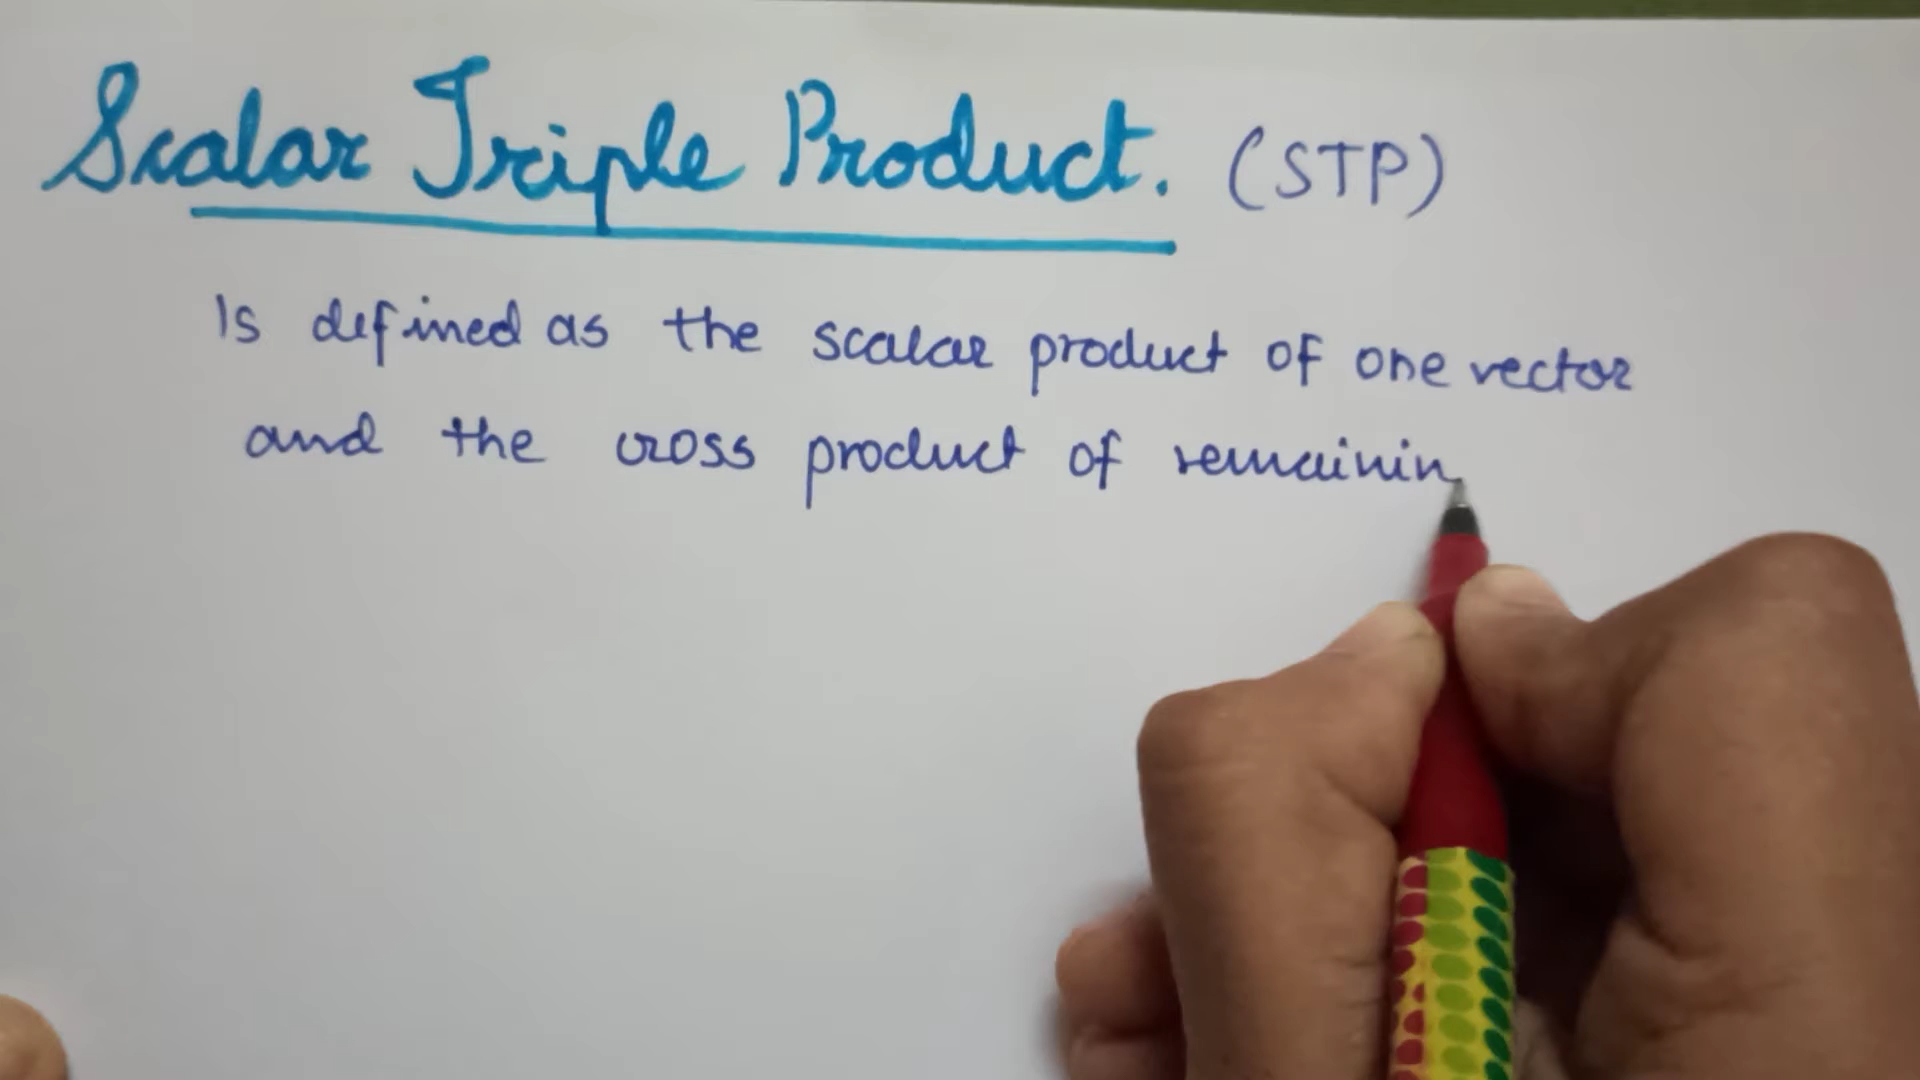 Scalar Triple Product. (STP)
Is defined as the scalar product of one vector
and the cross product of remainin